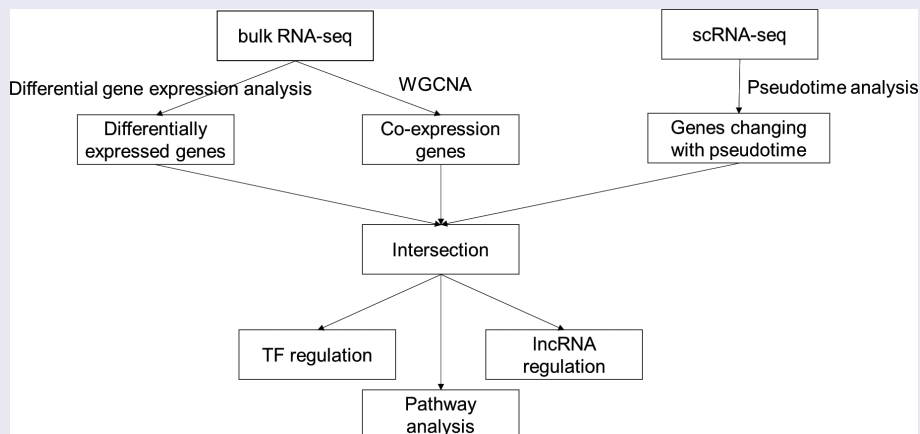 bulk RNA-seq
scRNA-seq
Differential gene expression analysis
WGCNA
Pseudotime analysis
Differentially
expressed genes
Co-expression
genes
Genes changing
with pseudotime
Intersection
TF regulation
lncRNA
regulation
Pathway
analysis